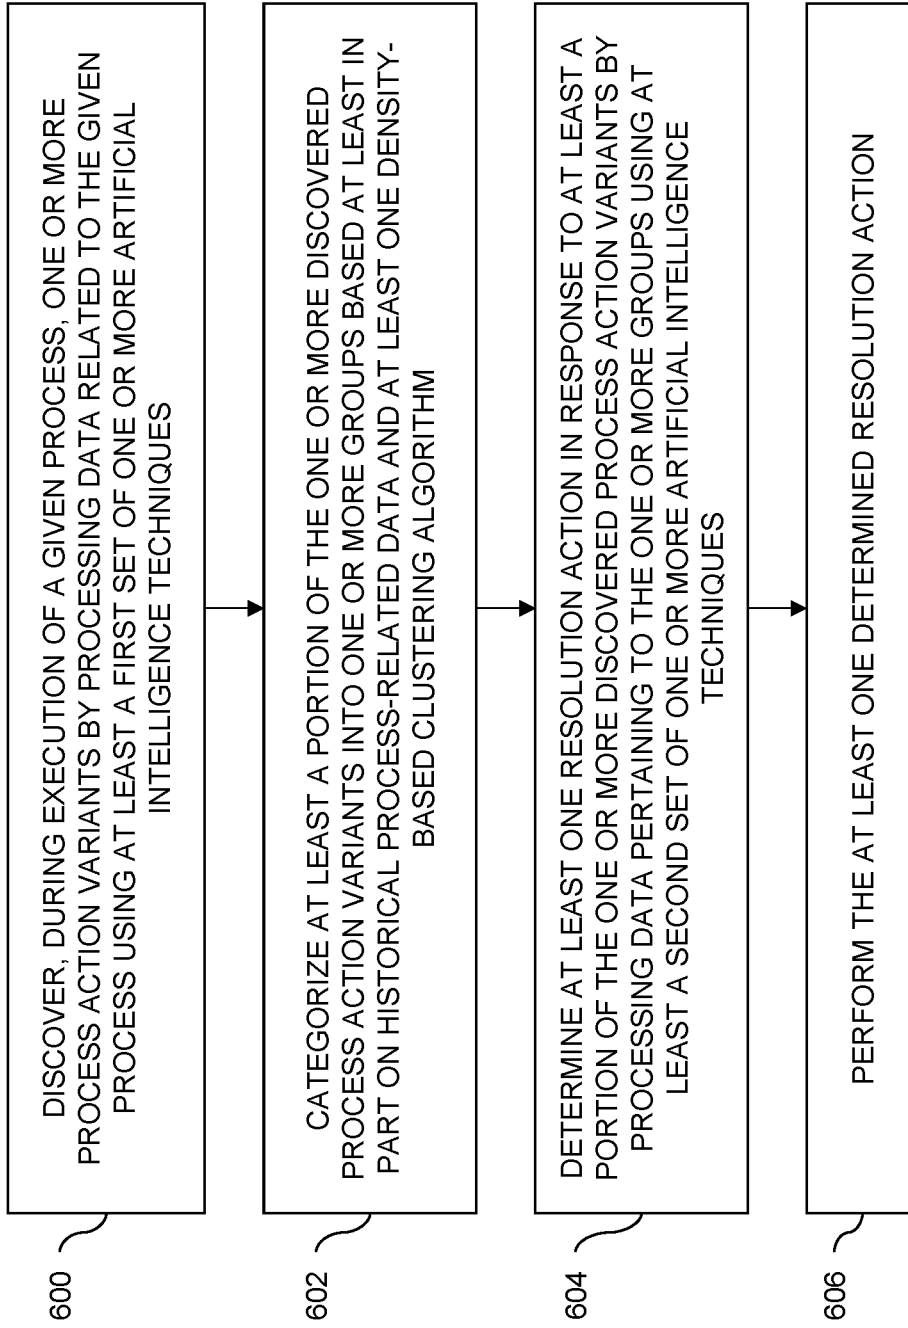 600
DISCOVER, DURING EXECUTION OF A GIVEN PROCESS, ONE OR MORE
PROCESS ACTION VARIANTS BY PROCESSING DATA RELATED TO THE GIVEN
PROCESS USING AT LEAST A FIRST SET OF ONE OR MORE ARTIFICIAL
INTELLIGENCE TECHNIQUES
602
CATEGORIZE AT LEAST A PORTION OF THE ONE OR MORE DISCOVERED
PROCESS ACTION VARIANTS INTO ONE OR MORE GROUPS BASED AT LEAST IN
PART ON HISTORICAL PROCESS-RELATED DATA AND AT LEAST ONE DENSITY-
BASED CLUSTERING ALGORITHM
604
DETERMINE AT LEAST ONE RESOLUTION ACTION IN RESPONSE TO AT LEAST A
PORTION OF THE ONE OR MORE DISCOVERED PROCESS ACTION VARIANTS BY
PROCESSING DATA PERTAINING TO THE ONE OR MORE GROUPS USING AT
LEAST A SECOND SET OF ONE OR MORE ARTIFICIAL INTELLIGENCE
TECHNIQUES
606
PERFORM THE AT LEAST ONE DETERMINED RESOLUTION ACTION